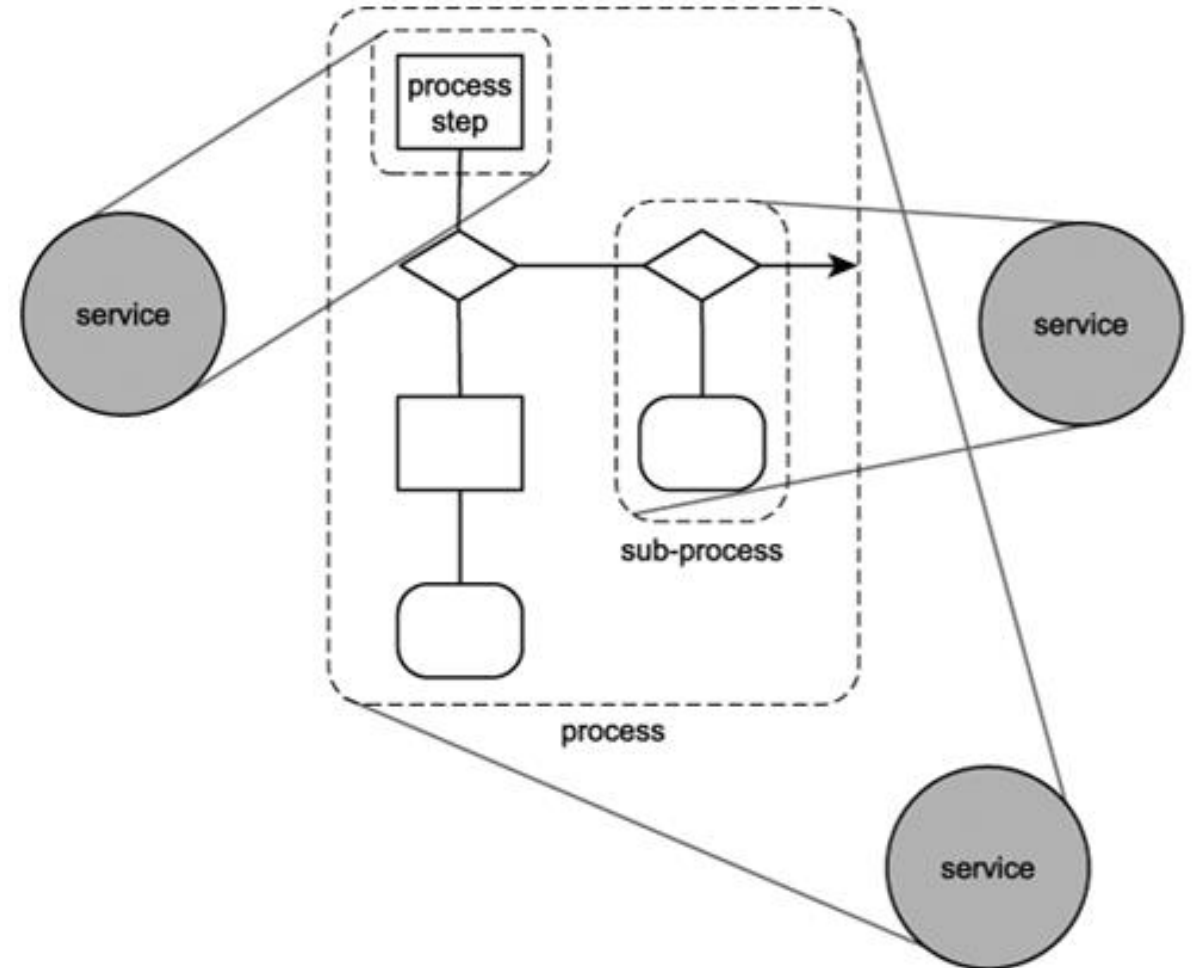 process
step
service
service
sub-process
process
service